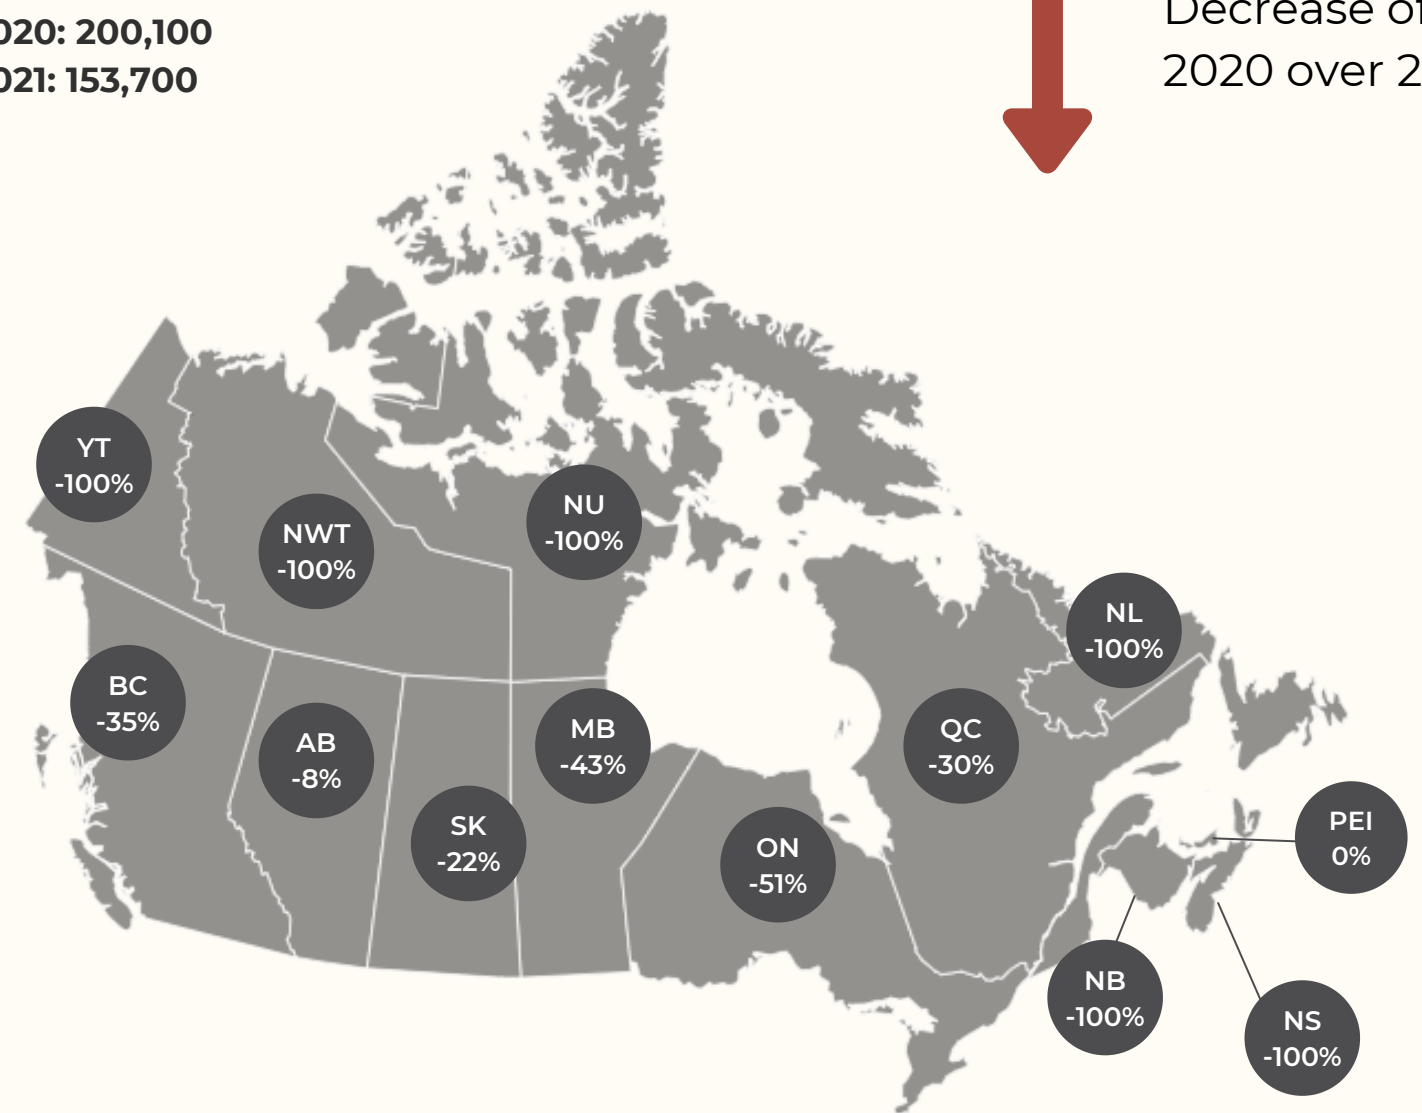 020: 200,100
021: 153,700
Decrease of
2020 over 2
YT
-100%
NWT
-100%
NU
-100%
NL
-100%
BC
-35%
AB
-8%
MB
-43%
QC
-30%
SK
-22%
ON
-51%
PEI
0%
NB
-100%
NS
-100%